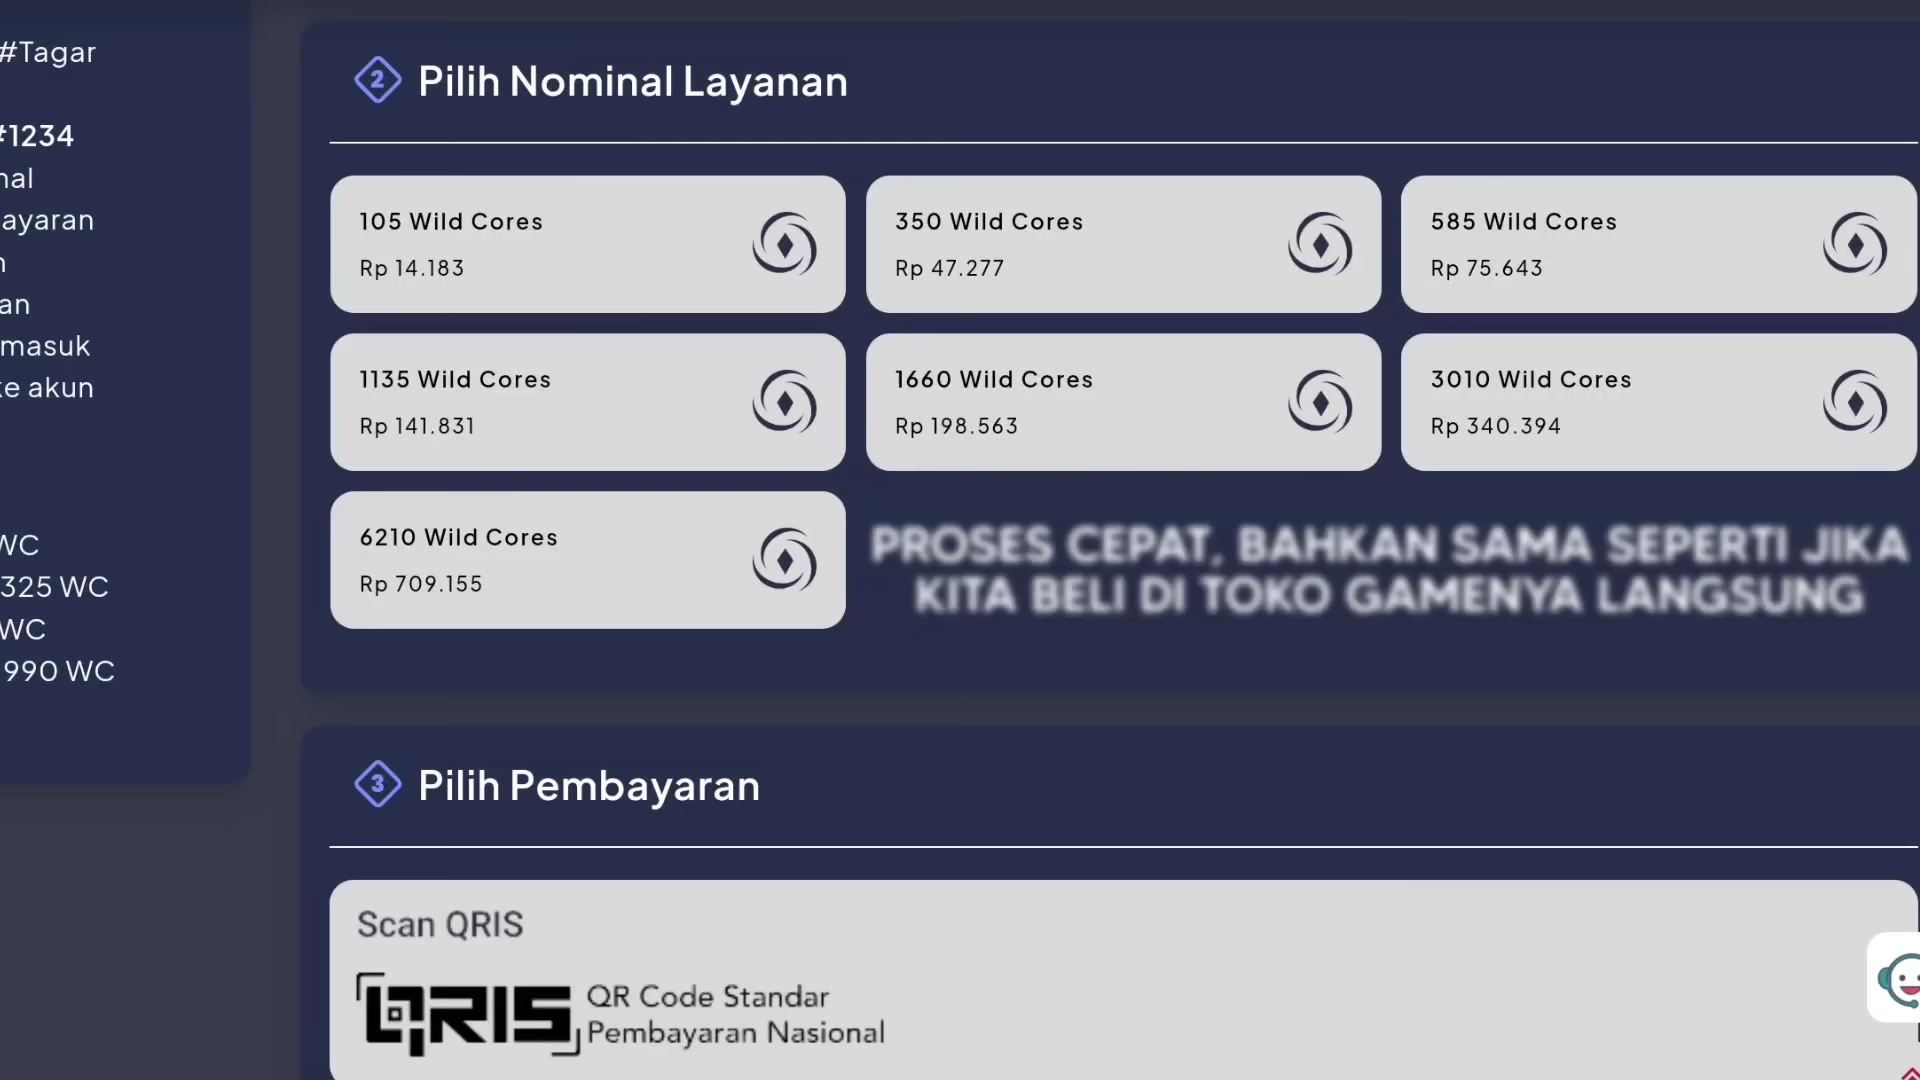 #Tagar
#1234
nal
ayaran
n
an
masuk
ke akun
WC
325 WC
WC
990 WC
2 Pilih Nominal Layanan
105 Wild Cores
Rp 14.183
350 Wild Cores
Rp 47.277
585 Wild Cores
Rp 75.643
1135 Wild Cores
Rp 141.831
1660 Wild Cores
Rp 198.563
3010 Wild Cores
Rp 340.394
6210 Wild Cores
Rp 709.155
PROSES CEPAT, BAHKAN SAMA SEPERTI JIKA
KITA BELI DI TOKO GAMENYA LANGSUNG
3 Pilih Pembayaran
Scan QRIS
QRIS
QR Code Standar
Pembayaran Nasional